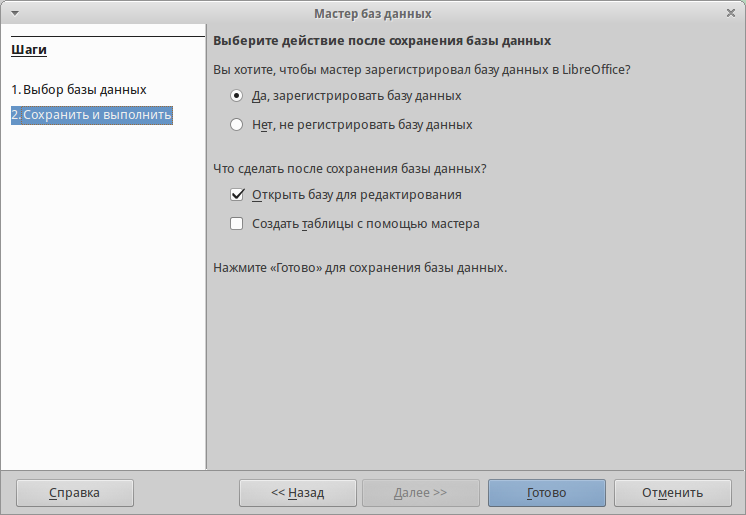 Мастер баз данных
Шаги
1. Выбор базы данных
2. Сохранить и выполнить
Выберите действие после сохранения базы данных
Вы хотите, чтобы мастер зарегистрировал базу данных в LibreOffice?
Да, зарегистрировать базу данных
Нет, не регистрировать базу данных
Что сделать после сохранения базы данных?
Открыть базу для редактирования
Создать таблицы с помощью мастера
Нажмите «Готово» для сохранения базы данных.
Справка
<< Назад
Далее >>
Готово
Отменить